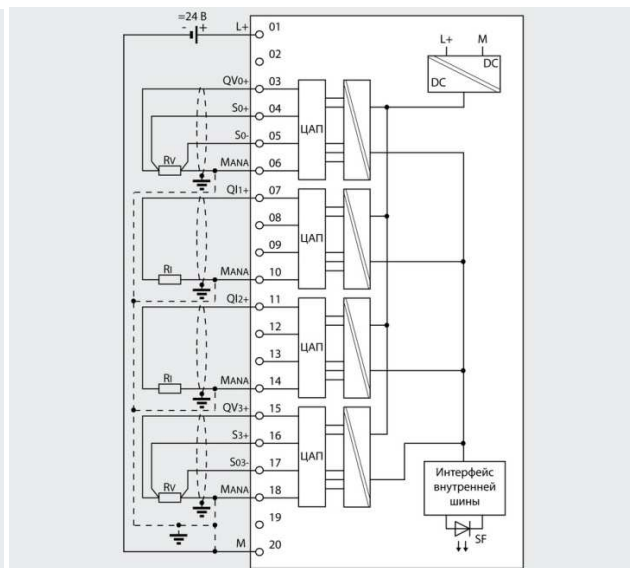 =24 В
- +
L+ 01
02
QV0+ 03
S0+ 04
S0- 05
RV MANA 06
ЦАП
QI1+ 07
08
09
RI MANA 10
ЦАП
QI2+ 11
12
13
RI MANA 14
ЦАП
QV3+ 15
S3+ 16
S03- 17
RV MANA 18
ЦАП
19
M 20
L+ M
DC
DC
Интерфейс
внутренней
шины
SF